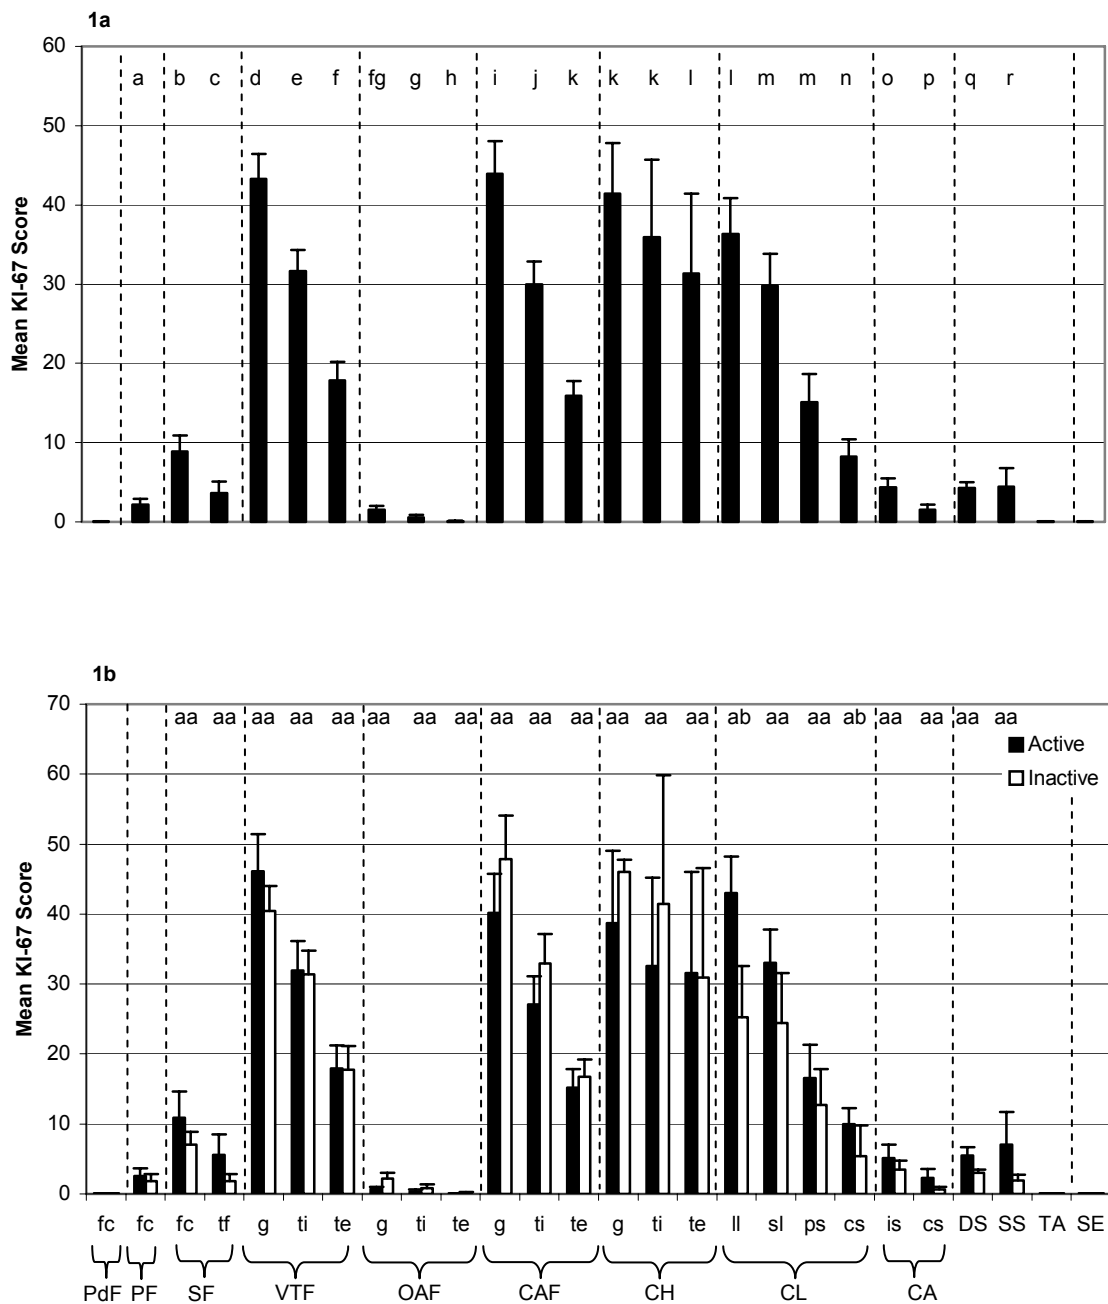 1a
60
50
40
30
20
10
0
Mean KI-67 Score
a b c d e f fg g h i j k k k l l m m n o p q r
1b
70
60
50
40
30
20
10
0
Mean KI-67 Score
aa aa aa aa aa aa aa aa aa aa aa aa aa aa ab aa aa ab aa aa aa aa
Active
Inactive
fc fc fc tf g ti te g ti te g ti te g ti te ll sl ps cs is cs DS SS TA SE
PdF PF SF VTF OAF CAF CH CL CA